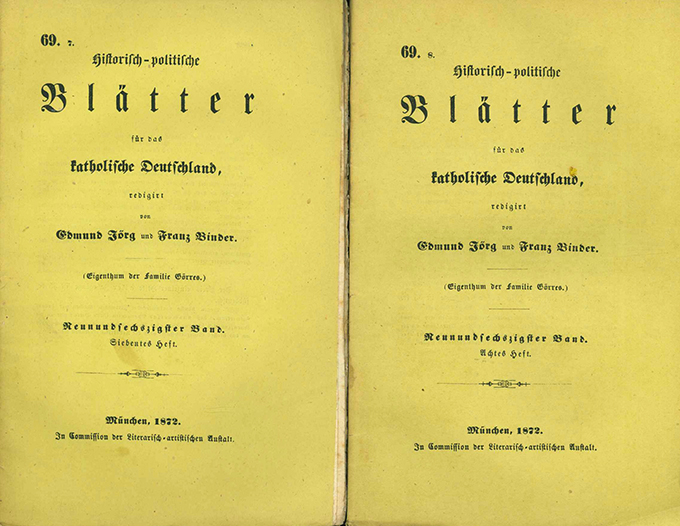 69. 7.
Historisch-politische
Blätter
für das
katholische Deutschland,
redigirt
von
Edmund Jörg und Franz Binder.
(Eigenthum der Familie Görres.)
Neunundsechszigster Band.
Siebentes Heft.
München, 1872.
In Commission der Literarisch-artistischen Anstalt.
69. 8.
Historisch-politische
Blätter
für das
katholische Deutschland,
redigirt
von
Edmund Jörg und Franz Binder.
(Eigenthum der Familie Görres.)
Neunundsechszigster Band.
Achtes Heft.
München, 1872.
In Commission der Literarisch-artistischen Anstalt.